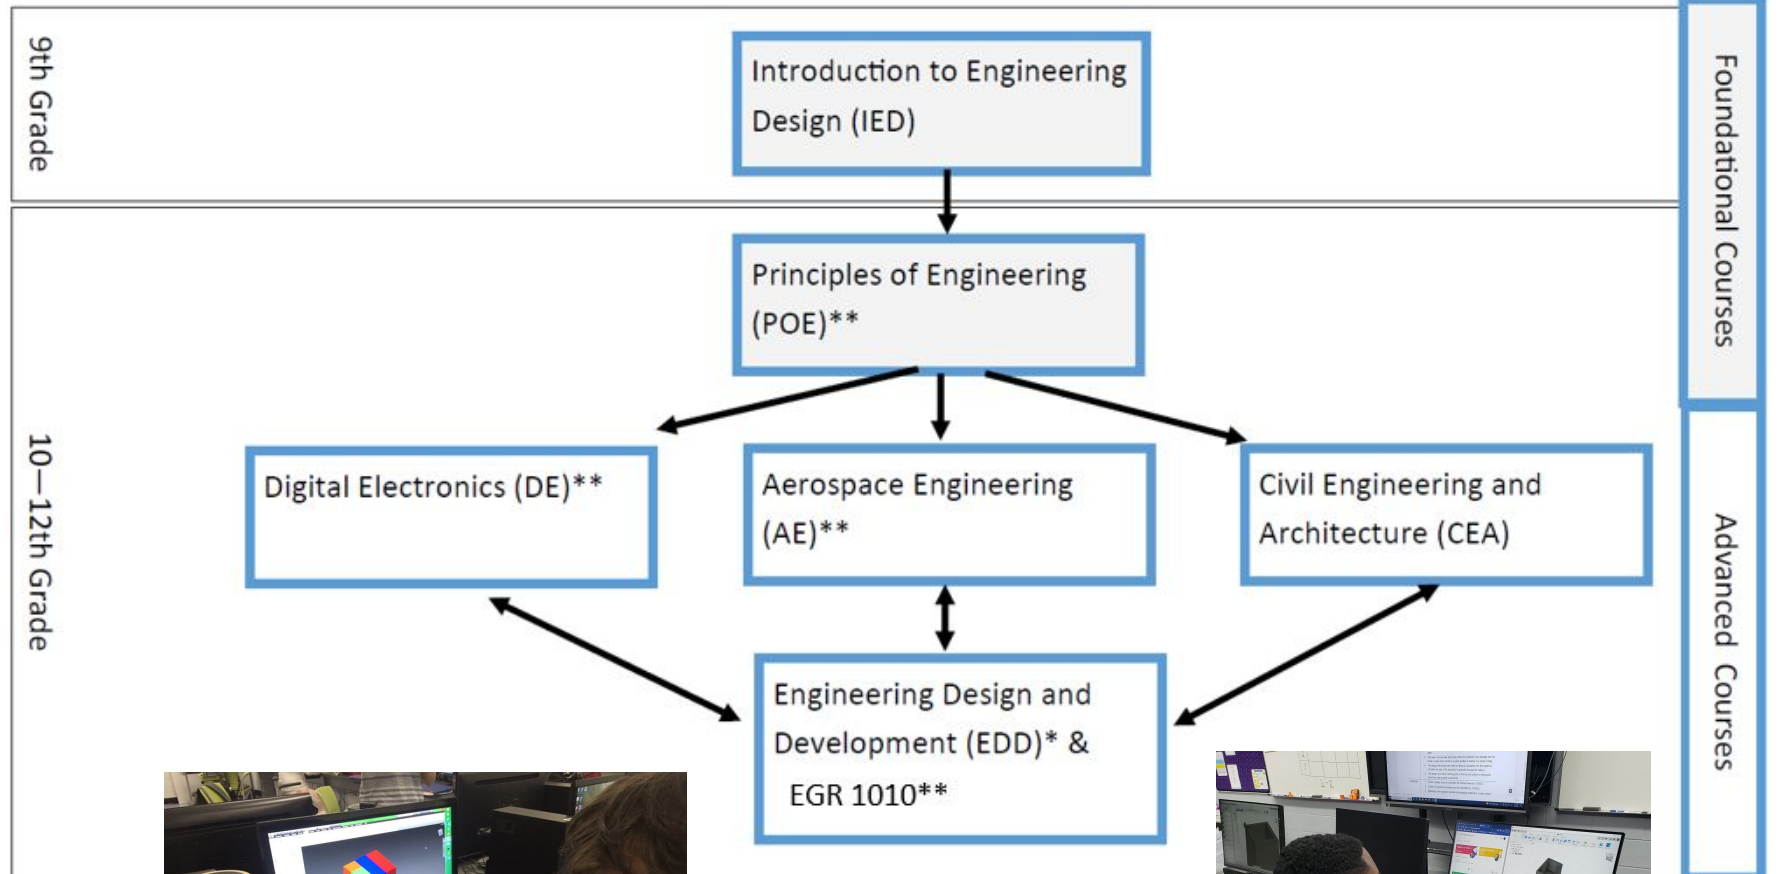 9th Grade
Introduction to Engineering
Design (IED)
Foundational Courses
Principles of Engineering
(POE)**
10—12th Grade
Digital Electronics (DE)**
Aerospace Engineering
(AE)**
Civil Engineering and
Architecture (CEA)
Advanced Courses
Engineering Design and
Development (EDD)* &
EGR 1010**